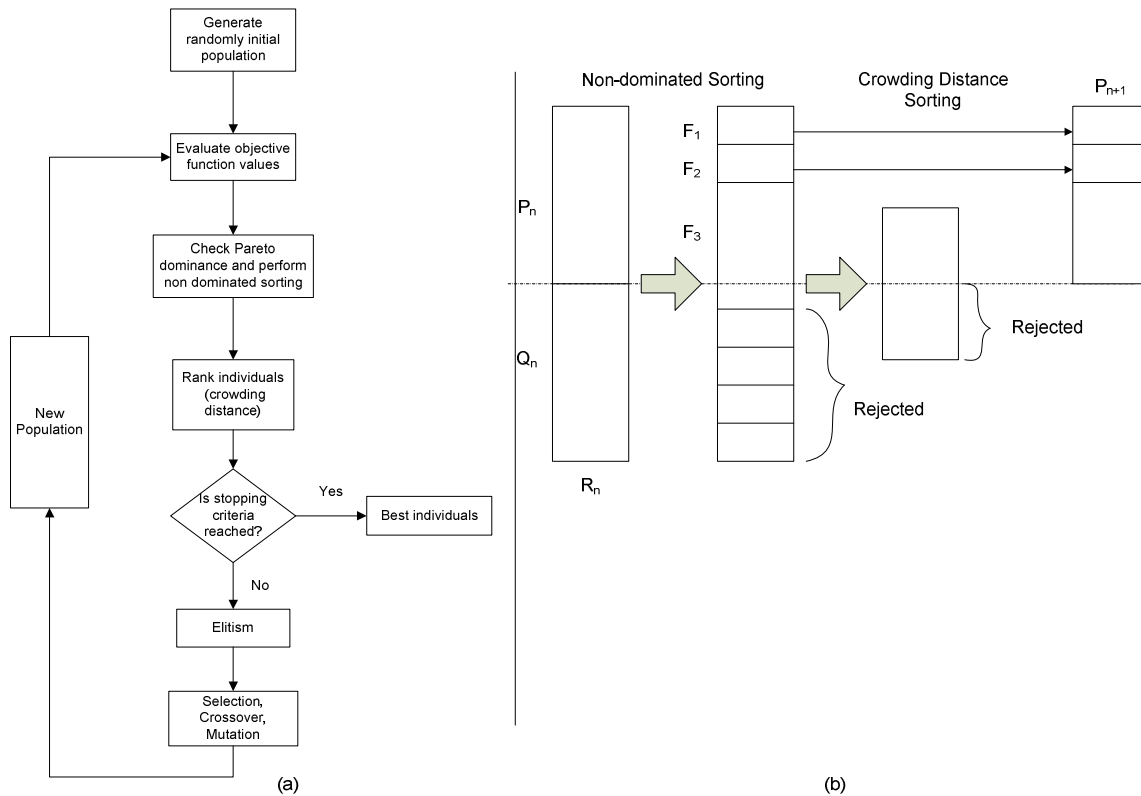 Generate
randomly initial
population
Evaluate objective
function values
Check Pareto
dominance and perform
non dominated sorting
Rank individuals
(crowding
distance)
New
Population
Is stopping
criteria
reached?
Yes
Best individuals
No
Elitism
Selection,
Crossover,
Mutation
(a)
Non-dominated Sorting
Crowding Distance
Sorting
Pn+1
F1
F2
Pn
F3
Qn
Rejected
Rejected
Rn
(b)